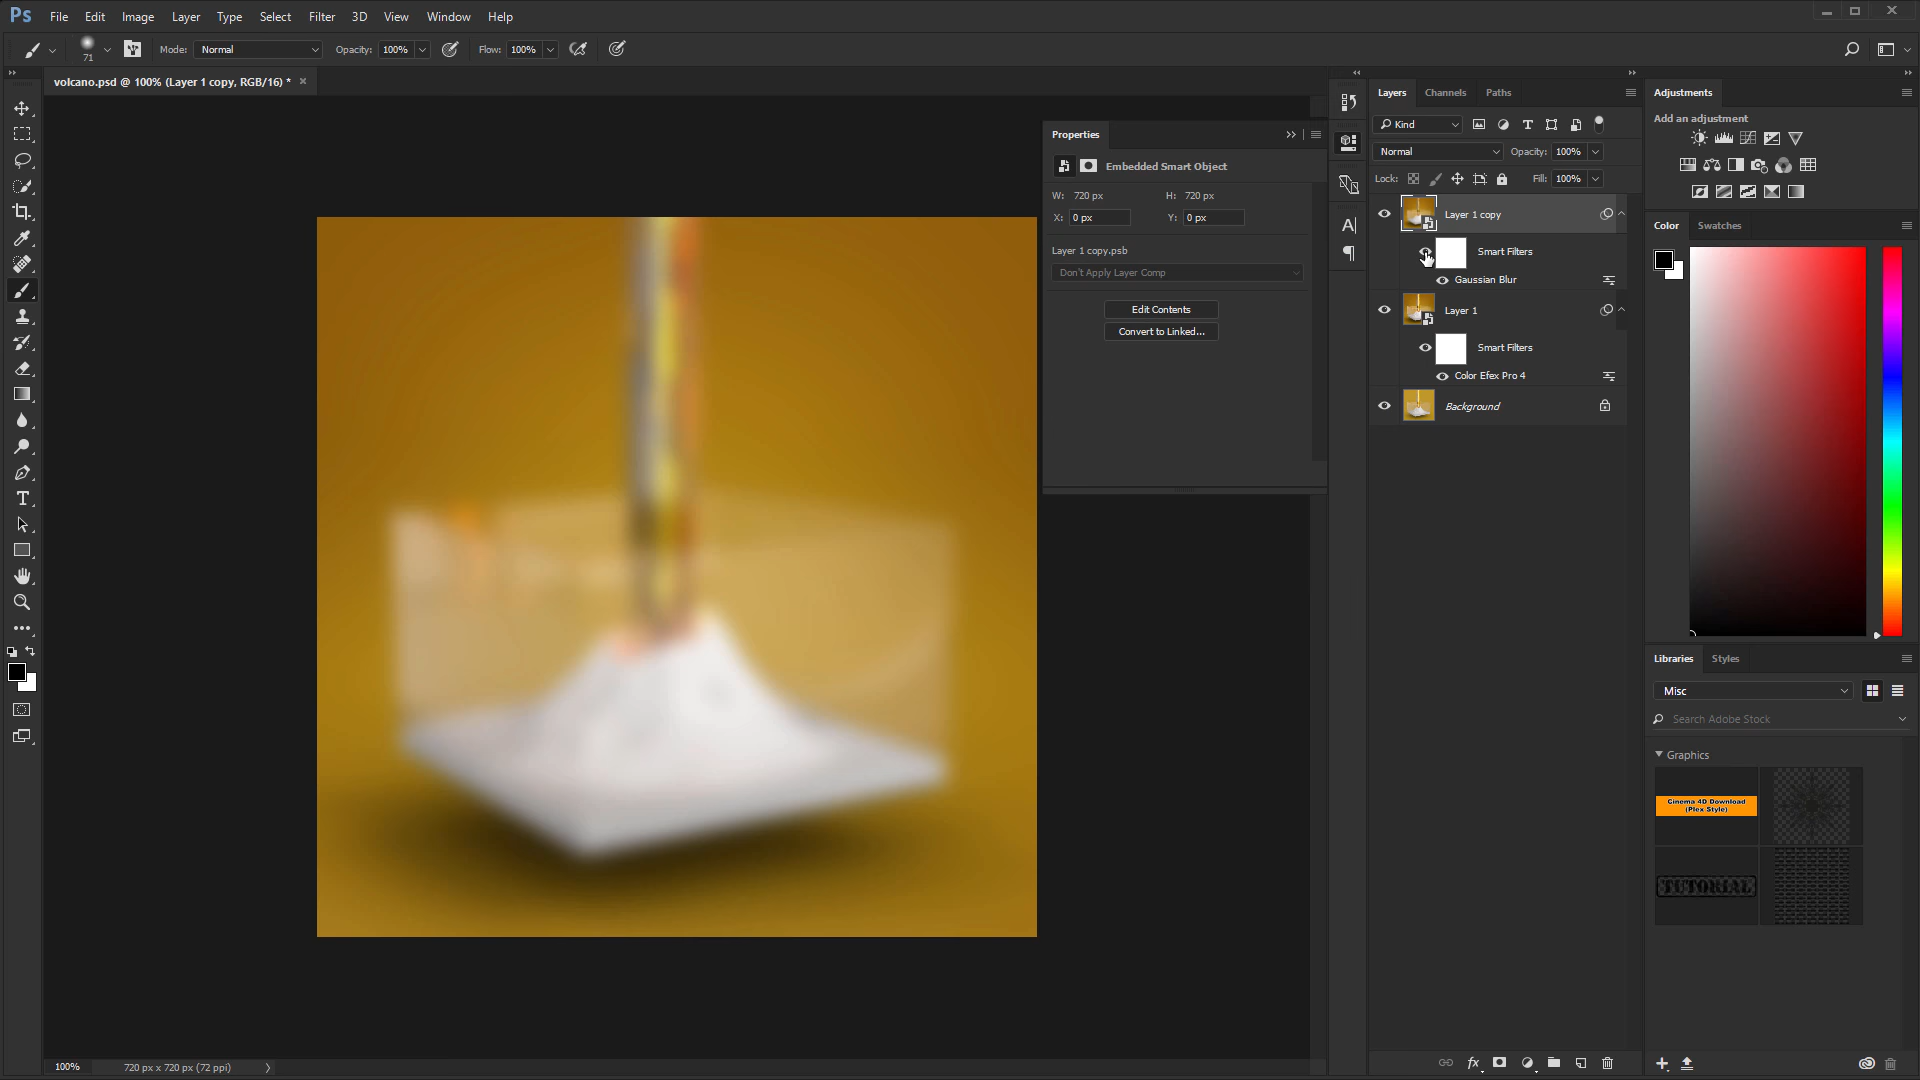 Ps File Edit Image Layer Type Select Filter 3D View Window Help
71 Mode: Normal Opacity: 100% Flow: 100%
volcano.psd @ 100% (Layer 1 copy, RGB/16) *
Properties
Embedded Smart Object
W: 720 px H: 720 px
X: 0 px Y: 0 px
Layer 1 copy.psb
Don't Apply Layer Comp
Edit Contents
Convert to Linked...
Layers Channels Paths
Kind
Normal Opacity: 100%
Lock: Fill: 100%
Layer 1 copy
Smart Filters
Gaussian Blur
Layer 1
Smart Filters
Color Efex Pro 4
Background
Adjustments
Add an adjustment
Color Swatches
Libraries Styles
Misc
Search Adobe Stock
Graphics
Cinema 4D Download
(Plex Style)
TUTORIAL
100% 720 px x 720 px (72 ppi)
fx